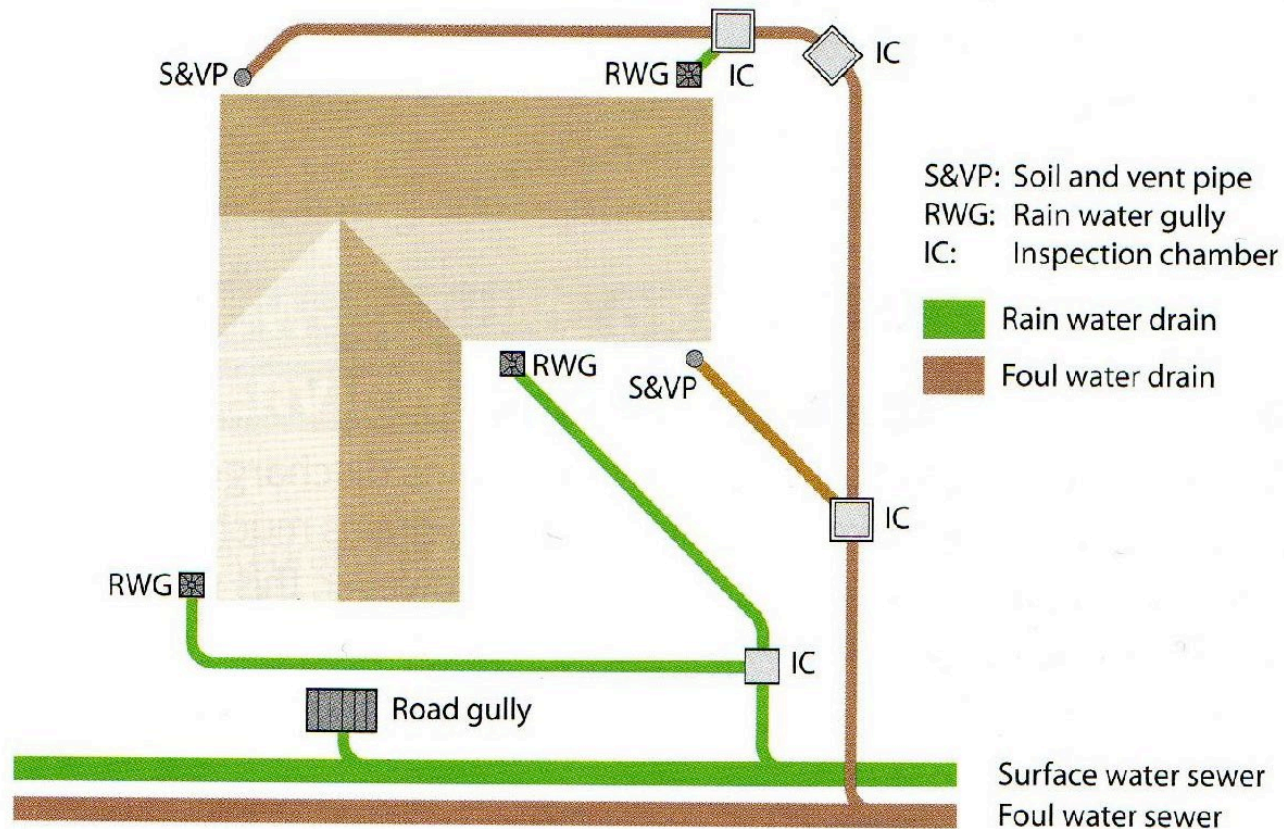 S&VP
RWG
IC
IC
S&VP: Soil and vent pipe
RWG: Rain water gully
IC: Inspection chamber
Rain water drain
Foul water drain
RWG
S&VP
IC
RWG
IC
Road gully
Surface water sewer
Foul water sewer